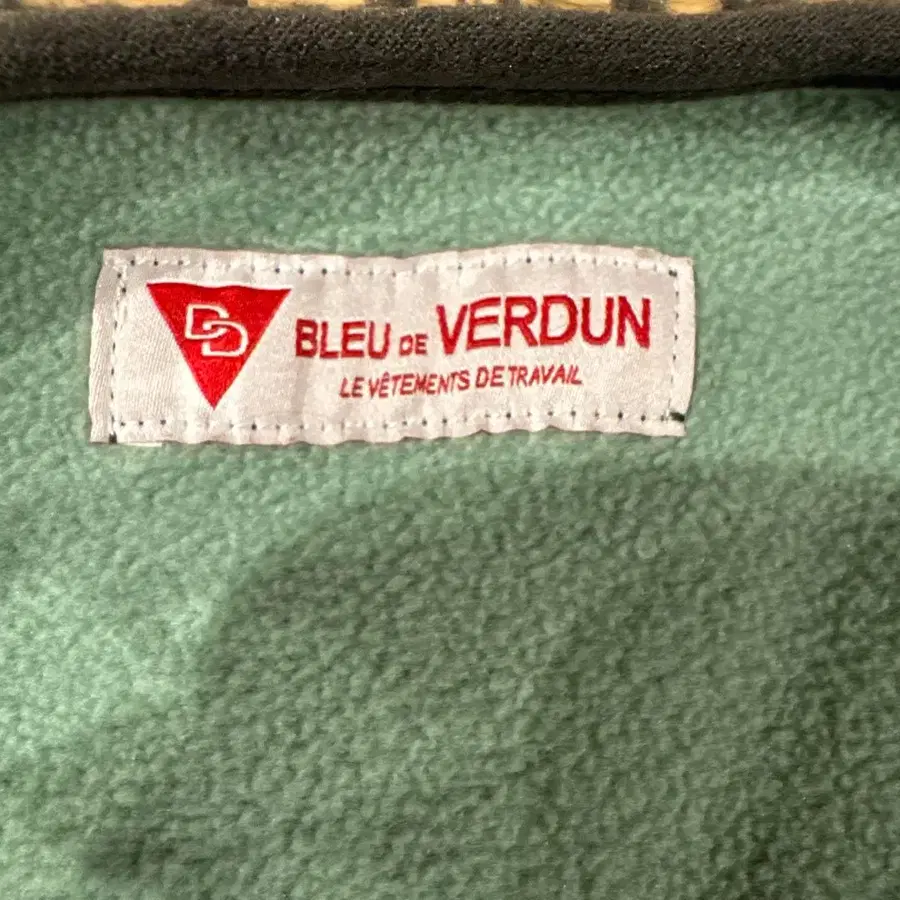 DD
BLEU DE VERDUN
LE VÊTEMENTS DE TRAVAIL